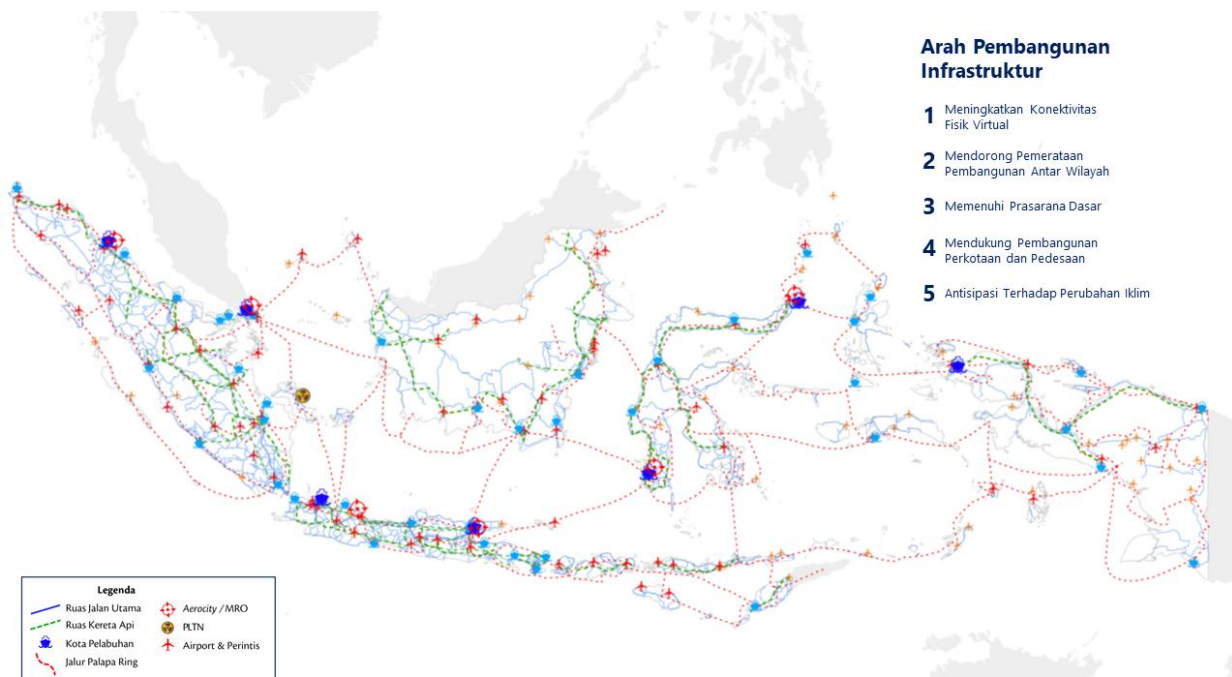 Arah Pembangunan
Infrastruktur
1 Meningkatkan Konektivitas
Fisik Virtual
2 Mendorong Pemerataan
Pembangunan Antar Wilayah
3 Memenuhi Prasarana Dasar
4 Mendukung Pembangunan
Perkotaan dan Pedesaan
5 Antisipasi Terhadap Perubahan Iklim
Legenda
Ruas Jalan Utama
Ruas Kereta Api
Kota Pelabuhan
Jalur Palapa Ring
Aerocity / MRO
PLTN
Airport & Perintis